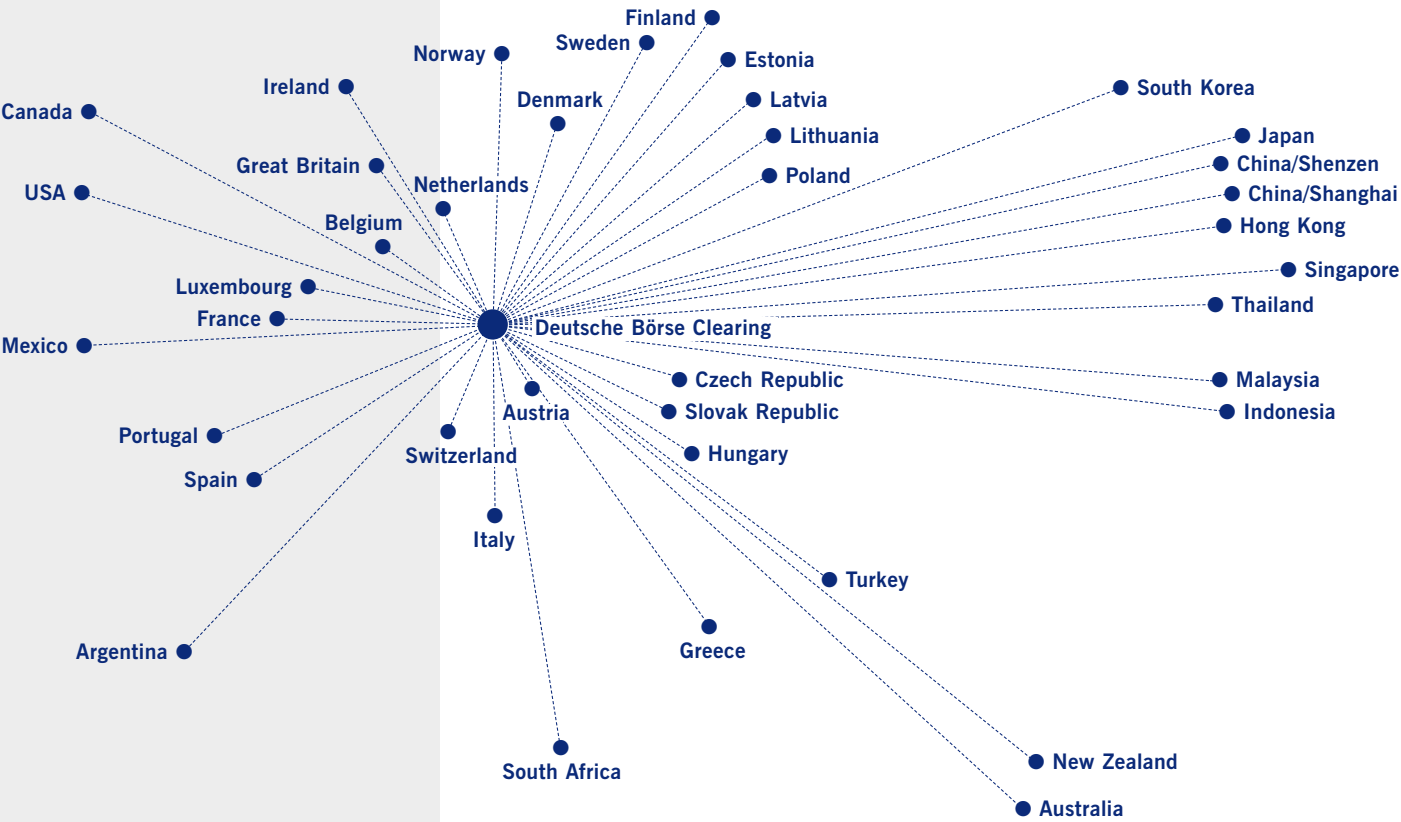 Finland
Sweden
Norway
Estonia
Ireland
South Korea
Denmark
Latvia
Canada
Lithuania
Japan
Great Britain
China/Shenzen
Poland
Netherlands
USA
China/Shanghai
Belgium
Hong Kong
Singapore
Luxembourg
Thailand
France
Deutsche Börse Clearing
Mexico
Czech Republic
Malaysia
Austria
Slovak Republic
Indonesia
Portugal
Switzerland
Hungary
Spain
Italy
Turkey
Argentina
Greece
New Zealand
South Africa
Australia